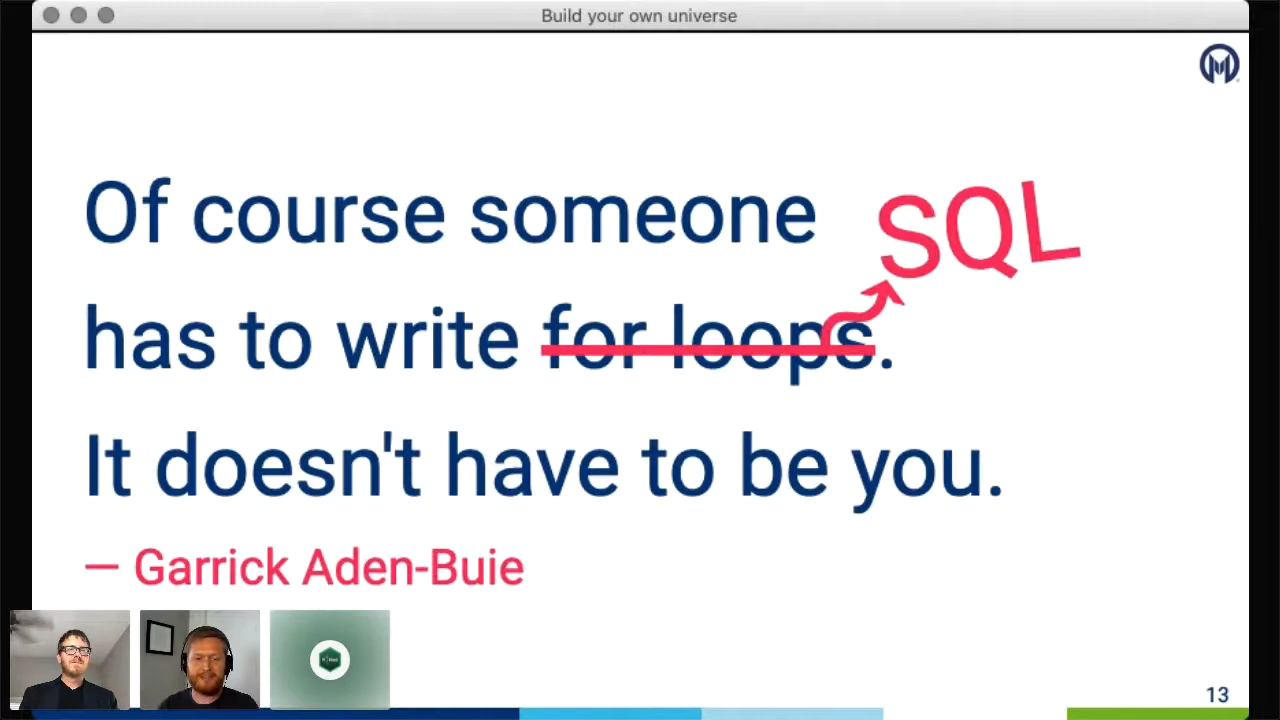 Build your own universe
Of course someone
SQL
has to write for loops.
It doesn't have to be you.
— Garrick Aden-Buie
13